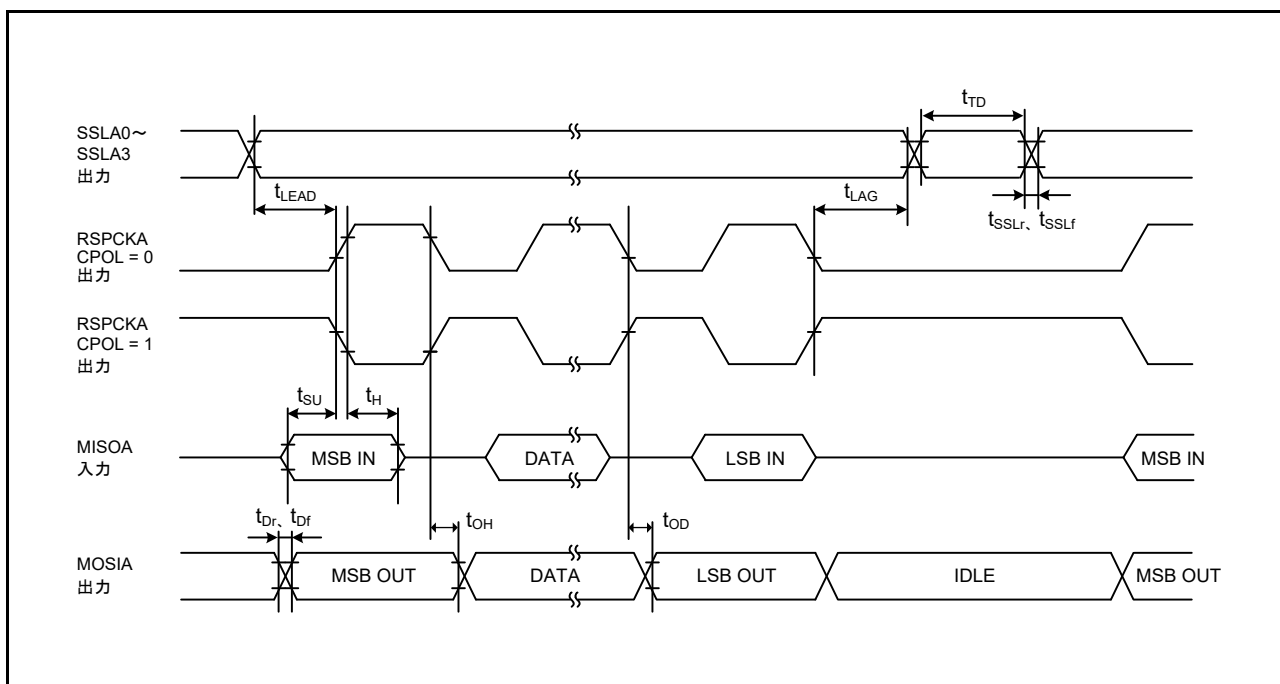 SSLA0～
SSLA3
出力
tTD
tLEAD
tLAG
tSSLr、tSSLf
RSPCKA
CPOL = 0
出力
RSPCKA
CPOL = 1
出力
tSU
tH
MISOA
入力
MSB IN
DATA
LSB IN
MSB IN
tDr、tDf
tOH
tOD
MOSIA
出力
MSB OUT
DATA
LSB OUT
IDLE
MSB OUT